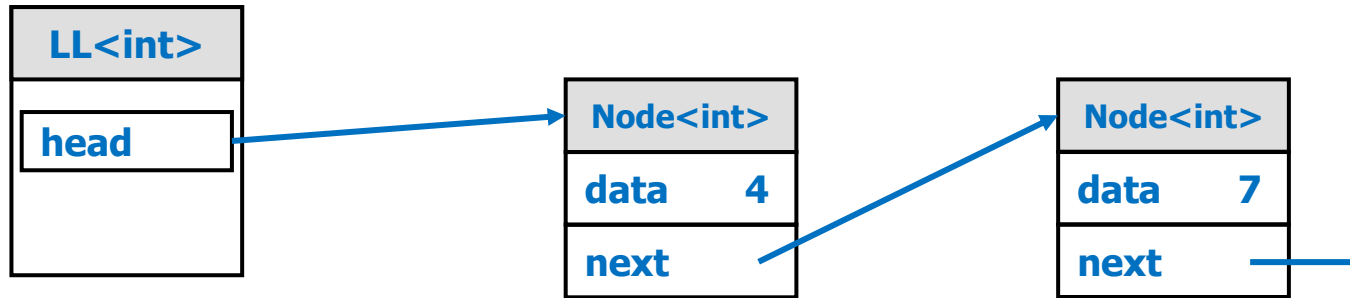 LL<int>
head
Node<int>
data 4
next
Node<int>
data 7
next